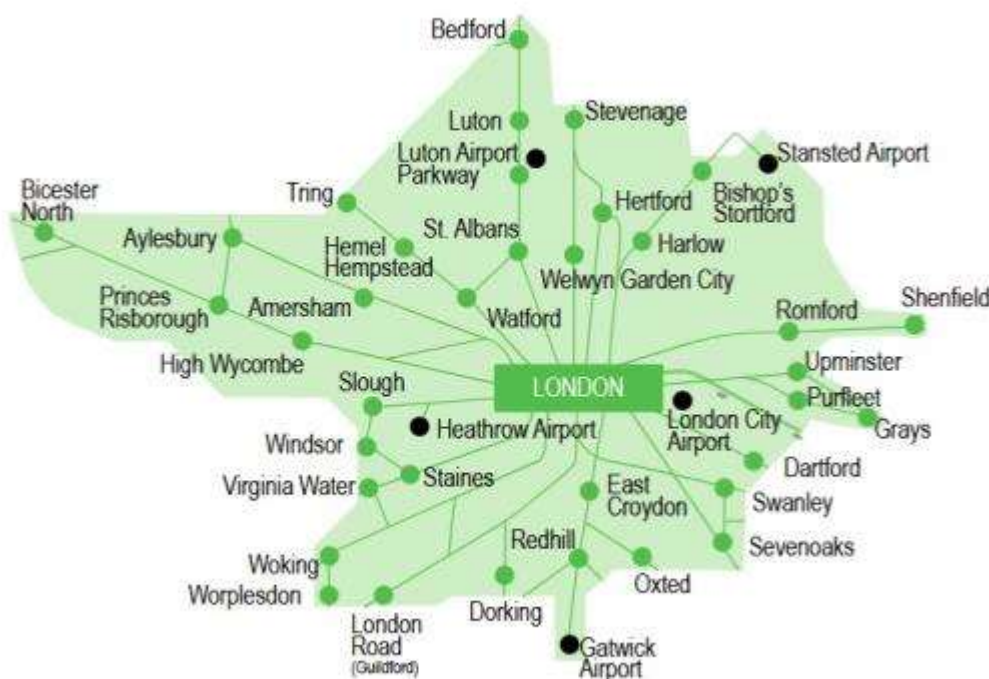 Bedford
Luton
Stevenage
Luton Airport
Parkway
Stansted Airport
Bicester
North
Tring
Hertford
Bishop's
Stortford
Aylesbury
Hemel
Hempstead
St. Albans
Harlow
Welwyn Garden City
Princes
Risborough
Amersham
Watford
Romford
Shenfield
High Wycombe
Upminster
Slough
LONDON
Purfleet
Heathrow Airport
London City
Airport
Grays
Windsor
Dartford
Virginia Water
Staines
East
Croydon
Swanley
Redhill
Sevenoaks
Woking
Oxted
Worplesdon
Dorking
London
Road
(Guildford)
Gatwick
Airport